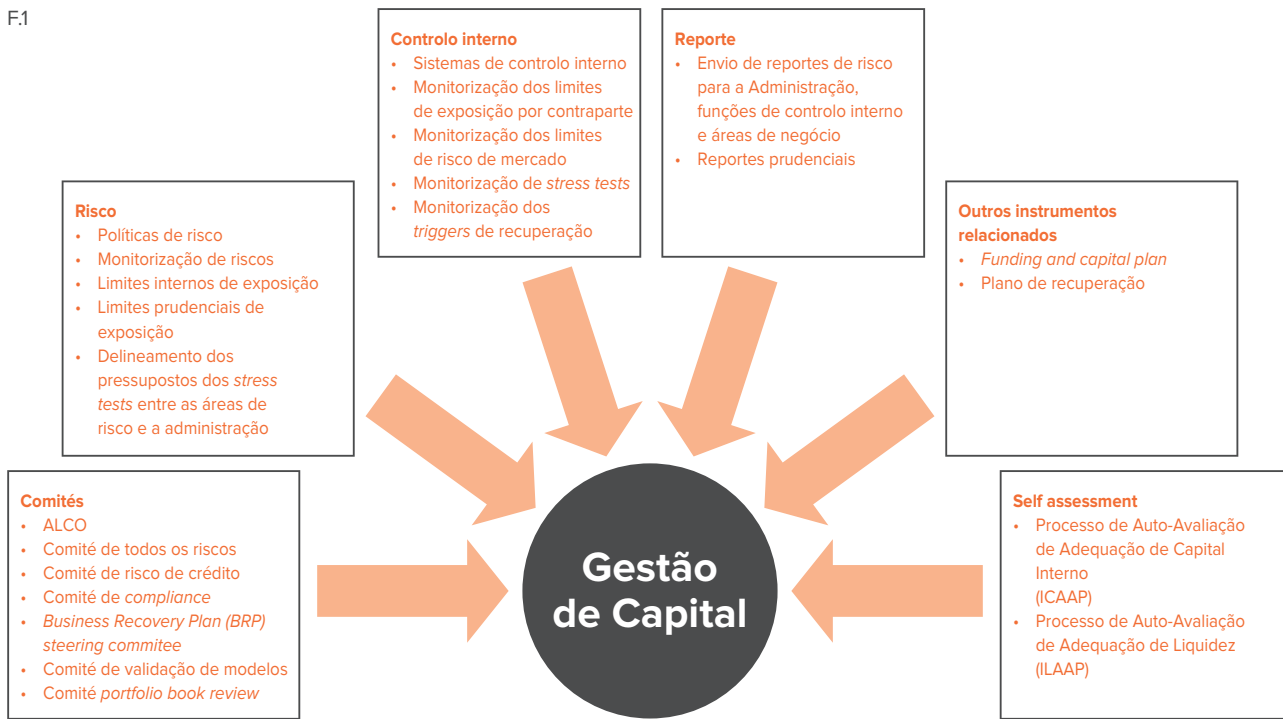 F.1
Controlo interno
• Sistemas de controlo interno
• Monitorização dos limites
de exposição por contraparte
• Monitorização dos limites
de risco de mercado
• Monitorização de stress tests
• Monitorização dos
triggers de recuperação
Reporte
• Envio de reportes de risco
para a Administração,
funções de controlo interno
e áreas de negócio
• Reportes prudenciais
Risco
• Políticas de risco
• Monitorização de riscos
• Limites internos de exposição
• Limites prudenciais de
exposição
• Delineamento dos
pressupostos dos stress
tests entre as áreas de
risco e a administração
Outros instrumentos
relacionados
• Funding and capital plan
• Plano de recuperação
Comités
• ALCO
• Comité de todos os riscos
• Comité de risco de crédito
• Comité de compliance
• Business Recovery Plan (BRP)
steering commitee
• Comité de validação de modelos
• Comité portfolio book review
Gestão
de Capital
Self assessment
• Processo de Auto-Avaliação
de Adequação de Capital
Interno
(ICAAP)
• Processo de Auto-Avaliação
de Adequação de Liquidez
(ILAAP)